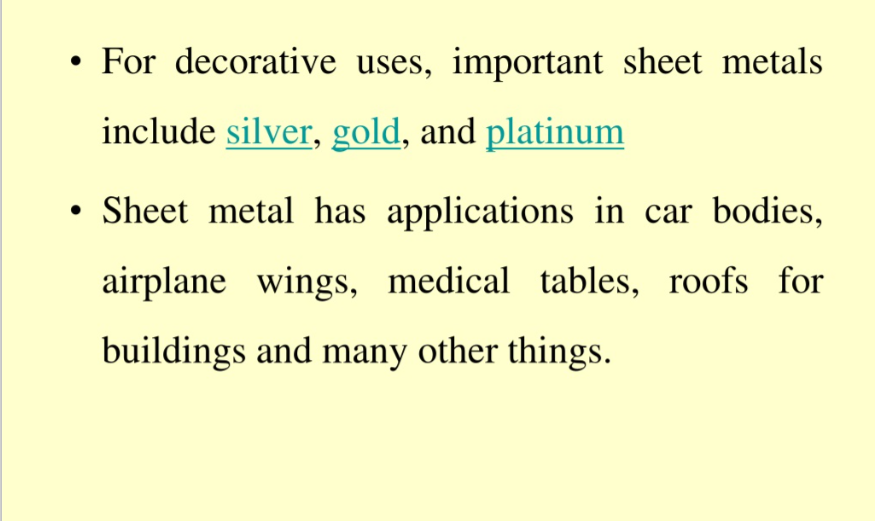 • For decorative uses, important sheet metals
include silver, gold, and platinum
• Sheet metal has applications in car bodies,
airplane wings, medical tables, roofs for
buildings and many other things.